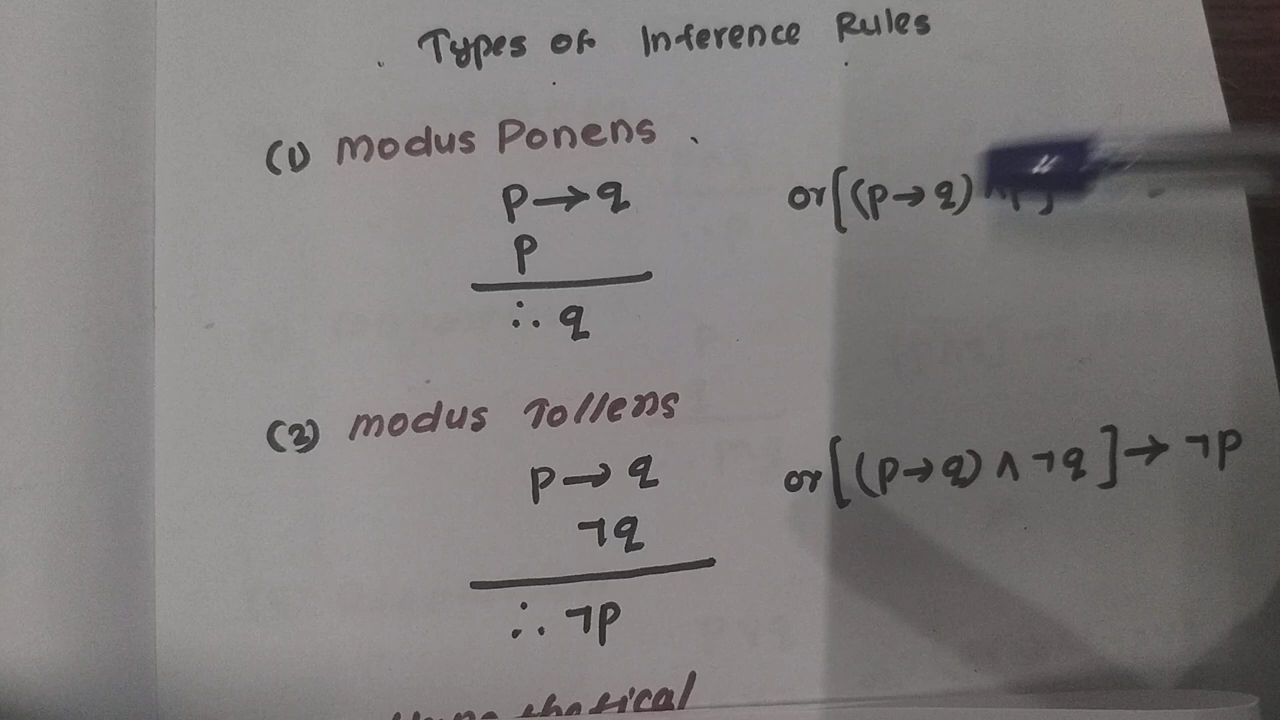 Types of Inference Rules
(1) Modus Ponens .
p→q or[(p→q)
p
∴ q
(2) Modus Tollens
p→q or[(p→q)∧¬q]→¬p
¬q
∴ ¬p